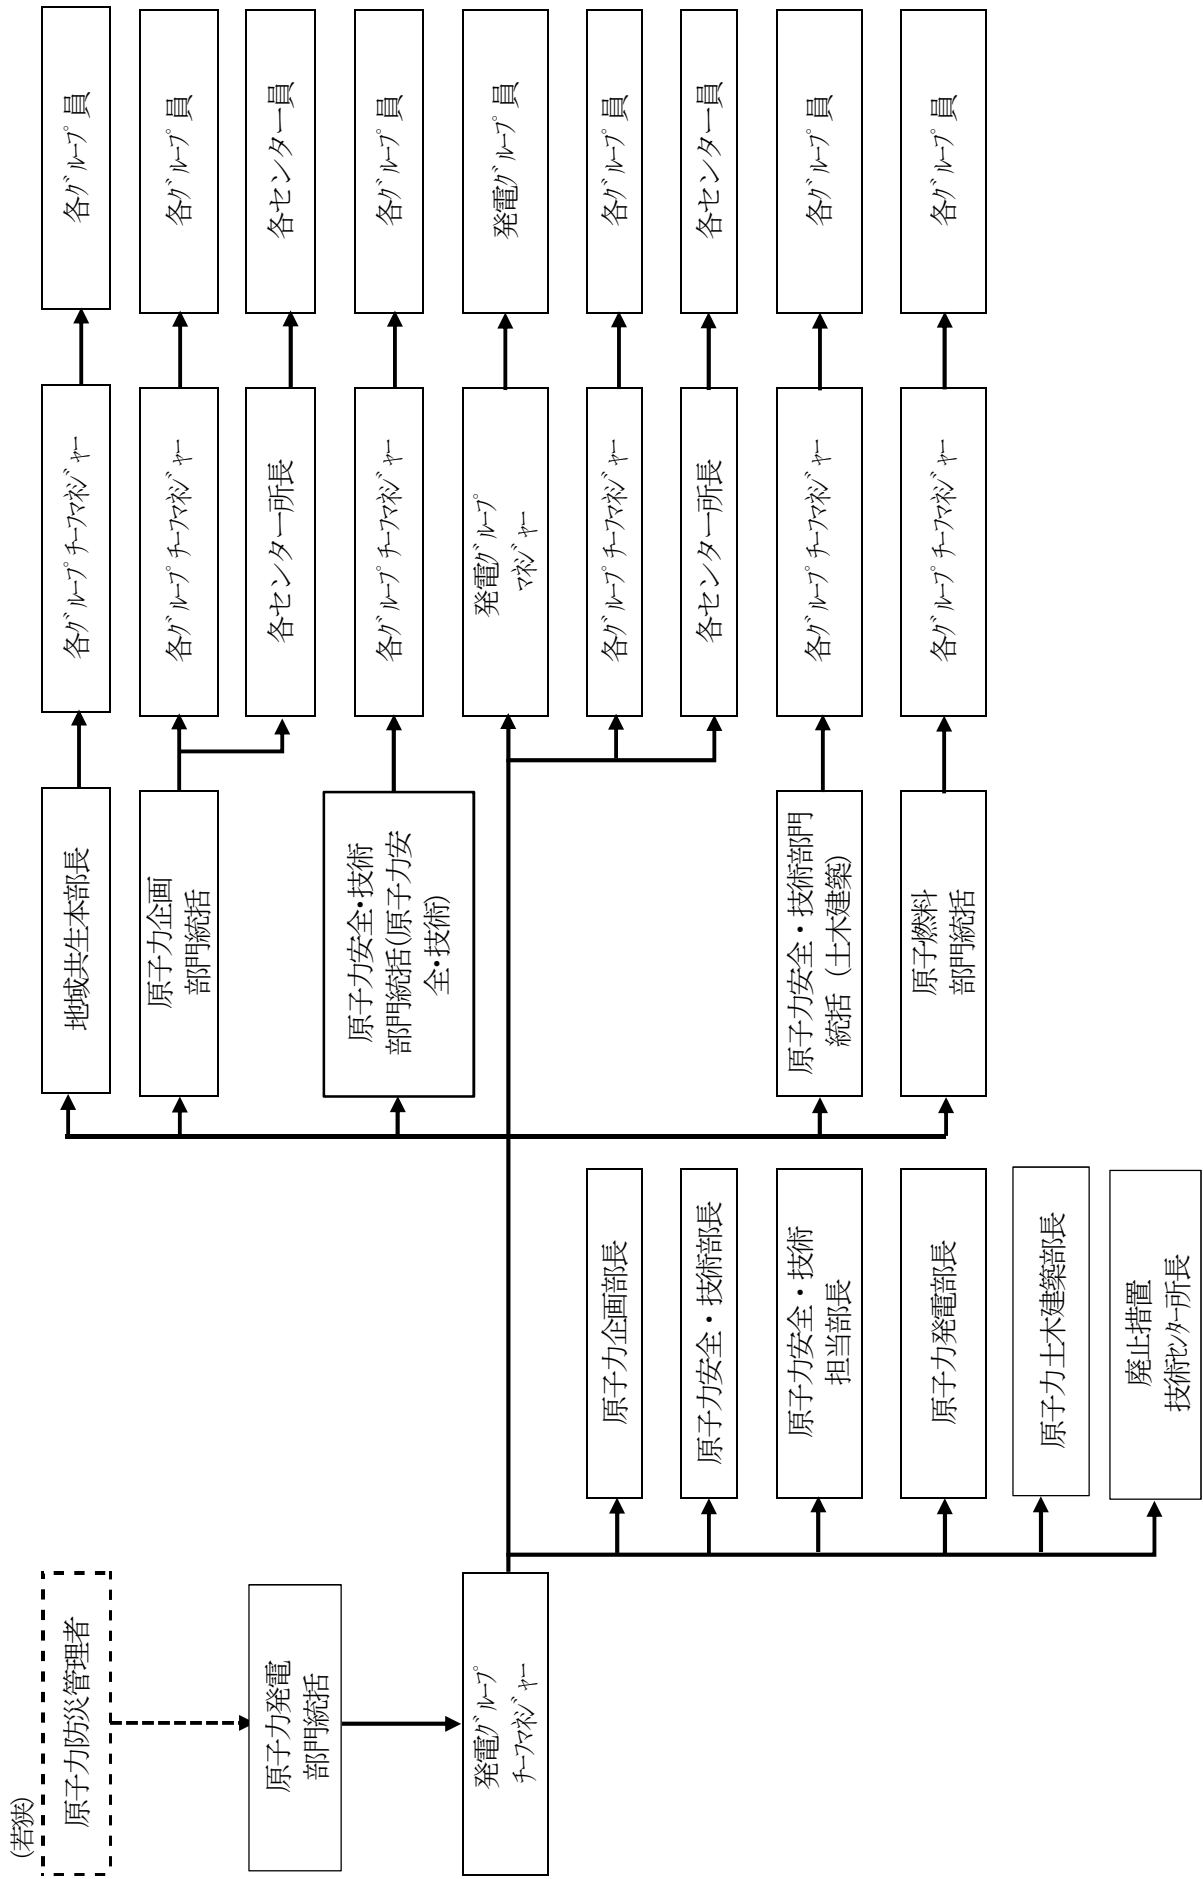 (若狭)
原子力防災管理者
原子力発電
部門統括
発電グループ
チーフマネジャー
原子力企画部長
原子力安全・技術部長
原子力安全・技術
担当部長
原子力発電部長
原子力土木建築部長
廃止措置
技術センター所長
地域共生本部長
原子力企画
部門統括
原子力安全・技術
部門統括(原子力安
全・技術)
原子力安全・技術部門
統括（土木建築)
原子燃料
部門統括
各グループチーフマネジャー
各グループチーフマネジャー
各センター所長
各グループチーフマネジャー
発電グループ
マネジャー
各グループチーフマネジャー
各センター所長
各グループチーフマネジャー
各グループチーフマネジャー
各グループ員
各グループ員
各センター員
各グループ員
発電グループ員
各グループ員
各センター員
各グループ員
各グループ員